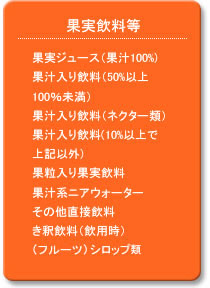 果実飲料等
果実ジュース（果汁100%）
果汁入り飲料（50%以上
100%未満）
果汁入り飲料（ネクター類）
果汁入り飲料（10%以上で
上記以外）
果粒入り果実飲料
果汁系ニアウォーター
その他直接飲料
き釈飲料（飲用時）
（フルーツ）シロップ類